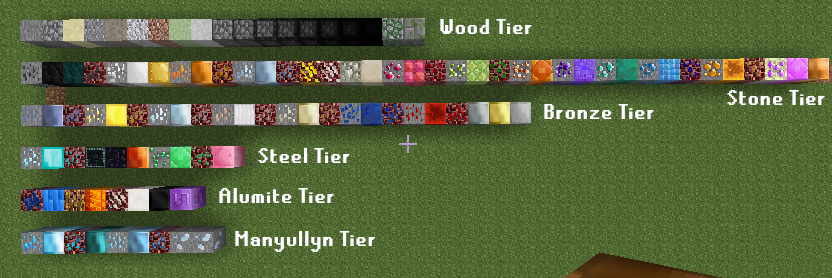 Wood Tier
Stone Tier
Bronze Tier
Steel Tier
Alumite Tier
Manyullyn Tier